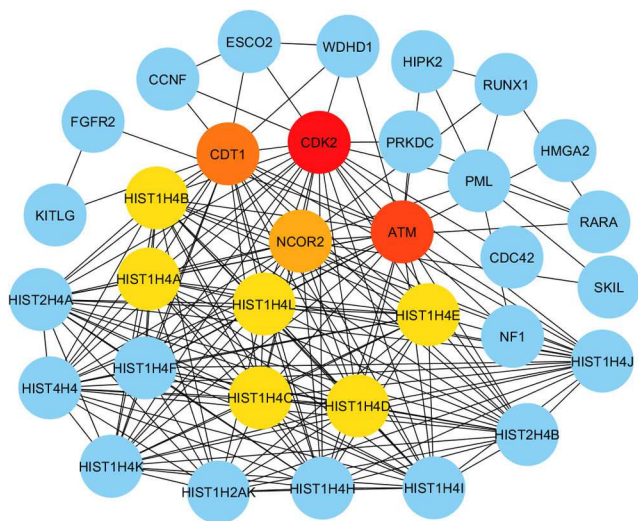 ESCO2
WDHD1
CCNF
HIPK2
RUNX1
FGFR2
CDT1
CDK2
PRKDC
HMGA2
PML
HIST1H4B
KITLG
NCOR2
ATM
RARA
CDC42
HIST1H4A
SKIL
HIST2H4A
HIST1H4L
HIST1H4E
NF1
HIST1H4F
HIST1H4J
HIST4H4
HIST1H4C
HIST1H4D
HIST2H4B
HIST1H4K
HIST1H2AK
HIST1H4H
HIST1H4I